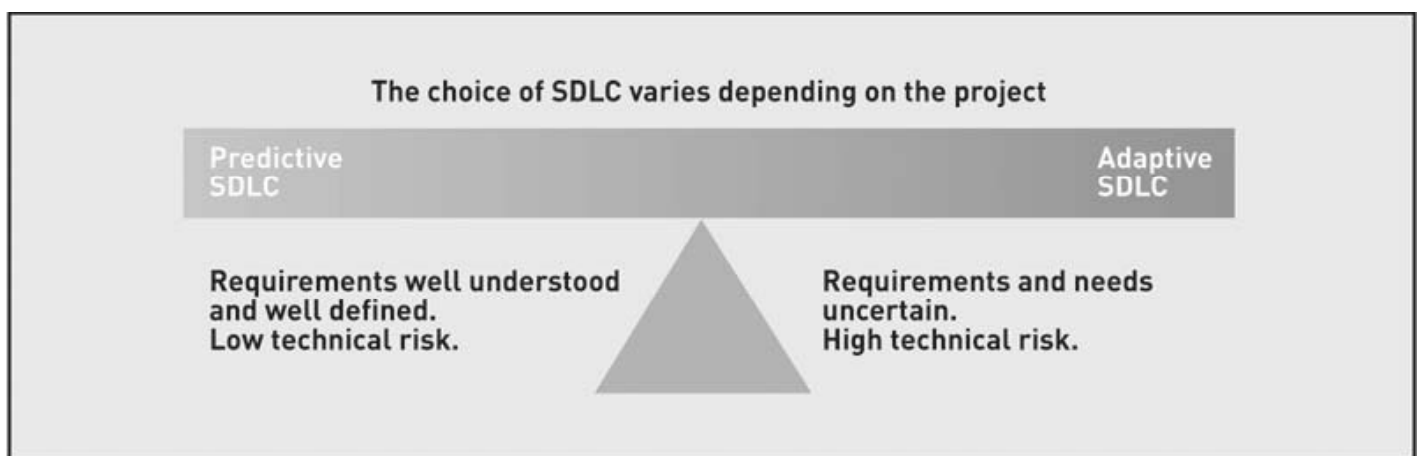 The choice of SDLC varies depending on the project
Predictive
SDLC
Adaptive
SDLC
Requirements well understood
and well defined.
Low technical risk.
Requirements and needs
uncertain.
High technical risk.